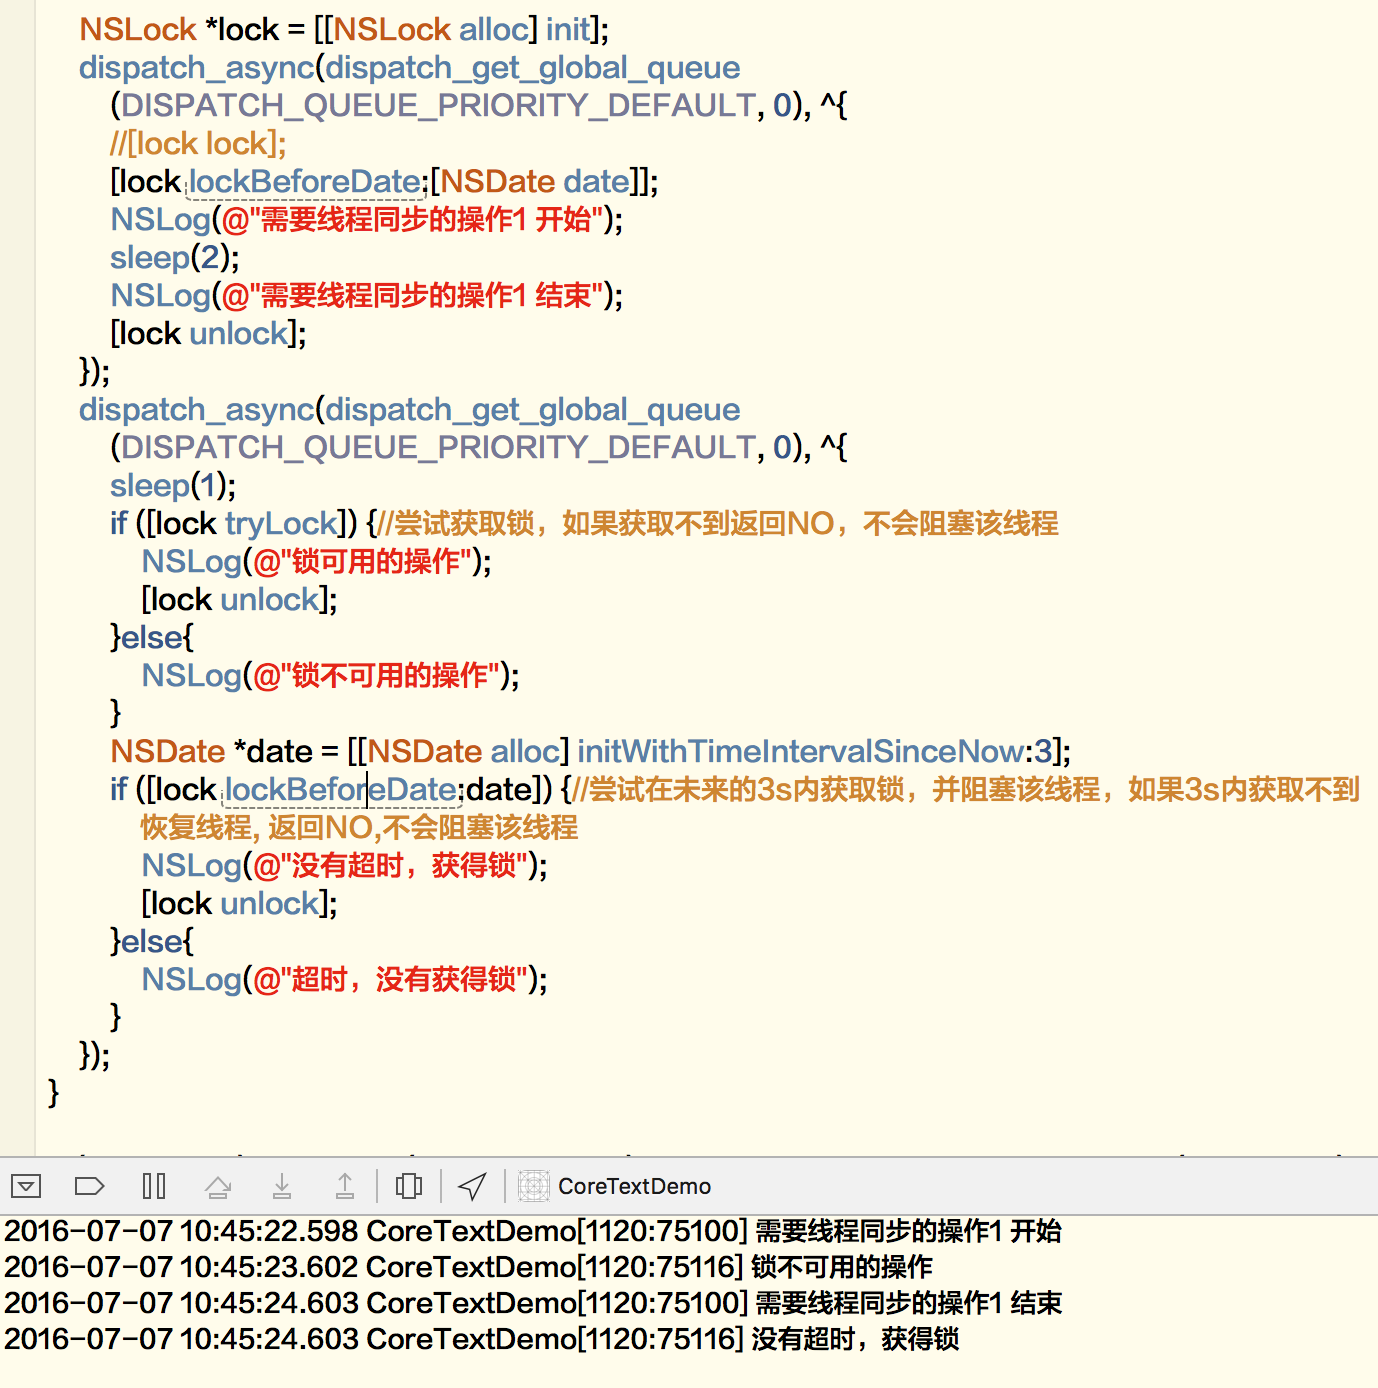 NSLock *lock = [[NSLock alloc] init];
dispatch_async(dispatch_get_global_queue
(DISPATCH_QUEUE_PRIORITY_DEFAULT, 0), ^{
//[lock lock];
[lock lockBeforeDate:[NSDate date]];
NSLog(@"需要线程同步的操作1 开始");
sleep(2);
NSLog(@"需要线程同步的操作1 结束");
[lock unlock];
});
dispatch_async(dispatch_get_global_queue
(DISPATCH_QUEUE_PRIORITY_DEFAULT, 0), ^{
sleep(1);
if ([lock tryLock]) {//尝试获取锁，如果获取不到返回NO，不会阻塞该线程
NSLog(@"锁可用的操作");
[lock unlock];
}else{
NSLog(@"锁不可用的操作");
}
NSDate *date = [[NSDate alloc] initWithTimeIntervalSinceNow:3];
if ([lock lockBeforeDate:date]) {//尝试在未来的3s内获取锁，并阻塞该线程，如果3s内获取不到
恢复线程, 返回NO,不会阻塞该线程
NSLog(@"没有超时，获得锁");
[lock unlock];
}else{
NSLog(@"超时，没有获得锁");
}
});
}
CoreTextDemo
2016-07-07 10:45:22.598 CoreTextDemo[1120:75100] 需要线程同步的操作1 开始
2016-07-07 10:45:23.602 CoreTextDemo[1120:75116] 锁不可用的操作
2016-07-07 10:45:24.603 CoreTextDemo[1120:75100] 需要线程同步的操作1 结束
2016-07-07 10:45:24.603 CoreTextDemo[1120:75116] 没有超时，获得锁